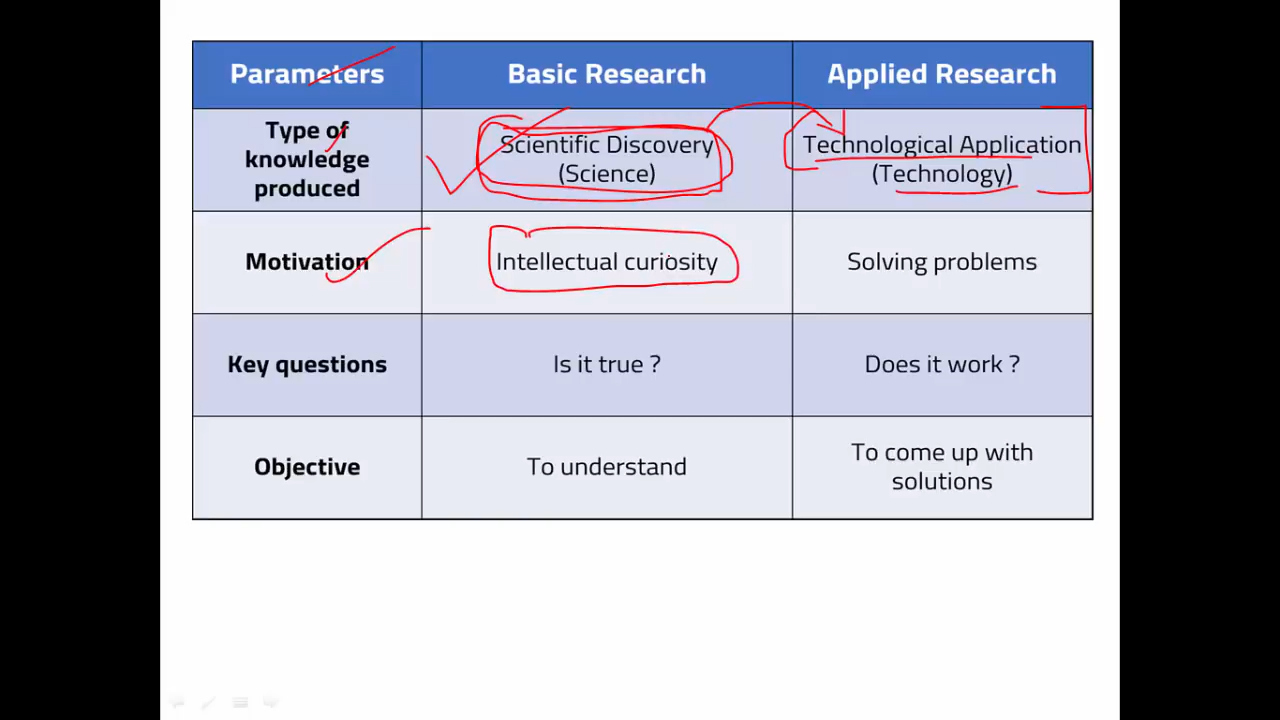 Parameters
Basic Research
Applied Research
Type of
knowledge
produced
Scientific Discovery
(Science)
Technological Application
(Technology)
Motivation
Intellectual curiosity
Solving problems
Key questions
Is it true ?
Does it work ?
Objective
To understand
To come up with
solutions